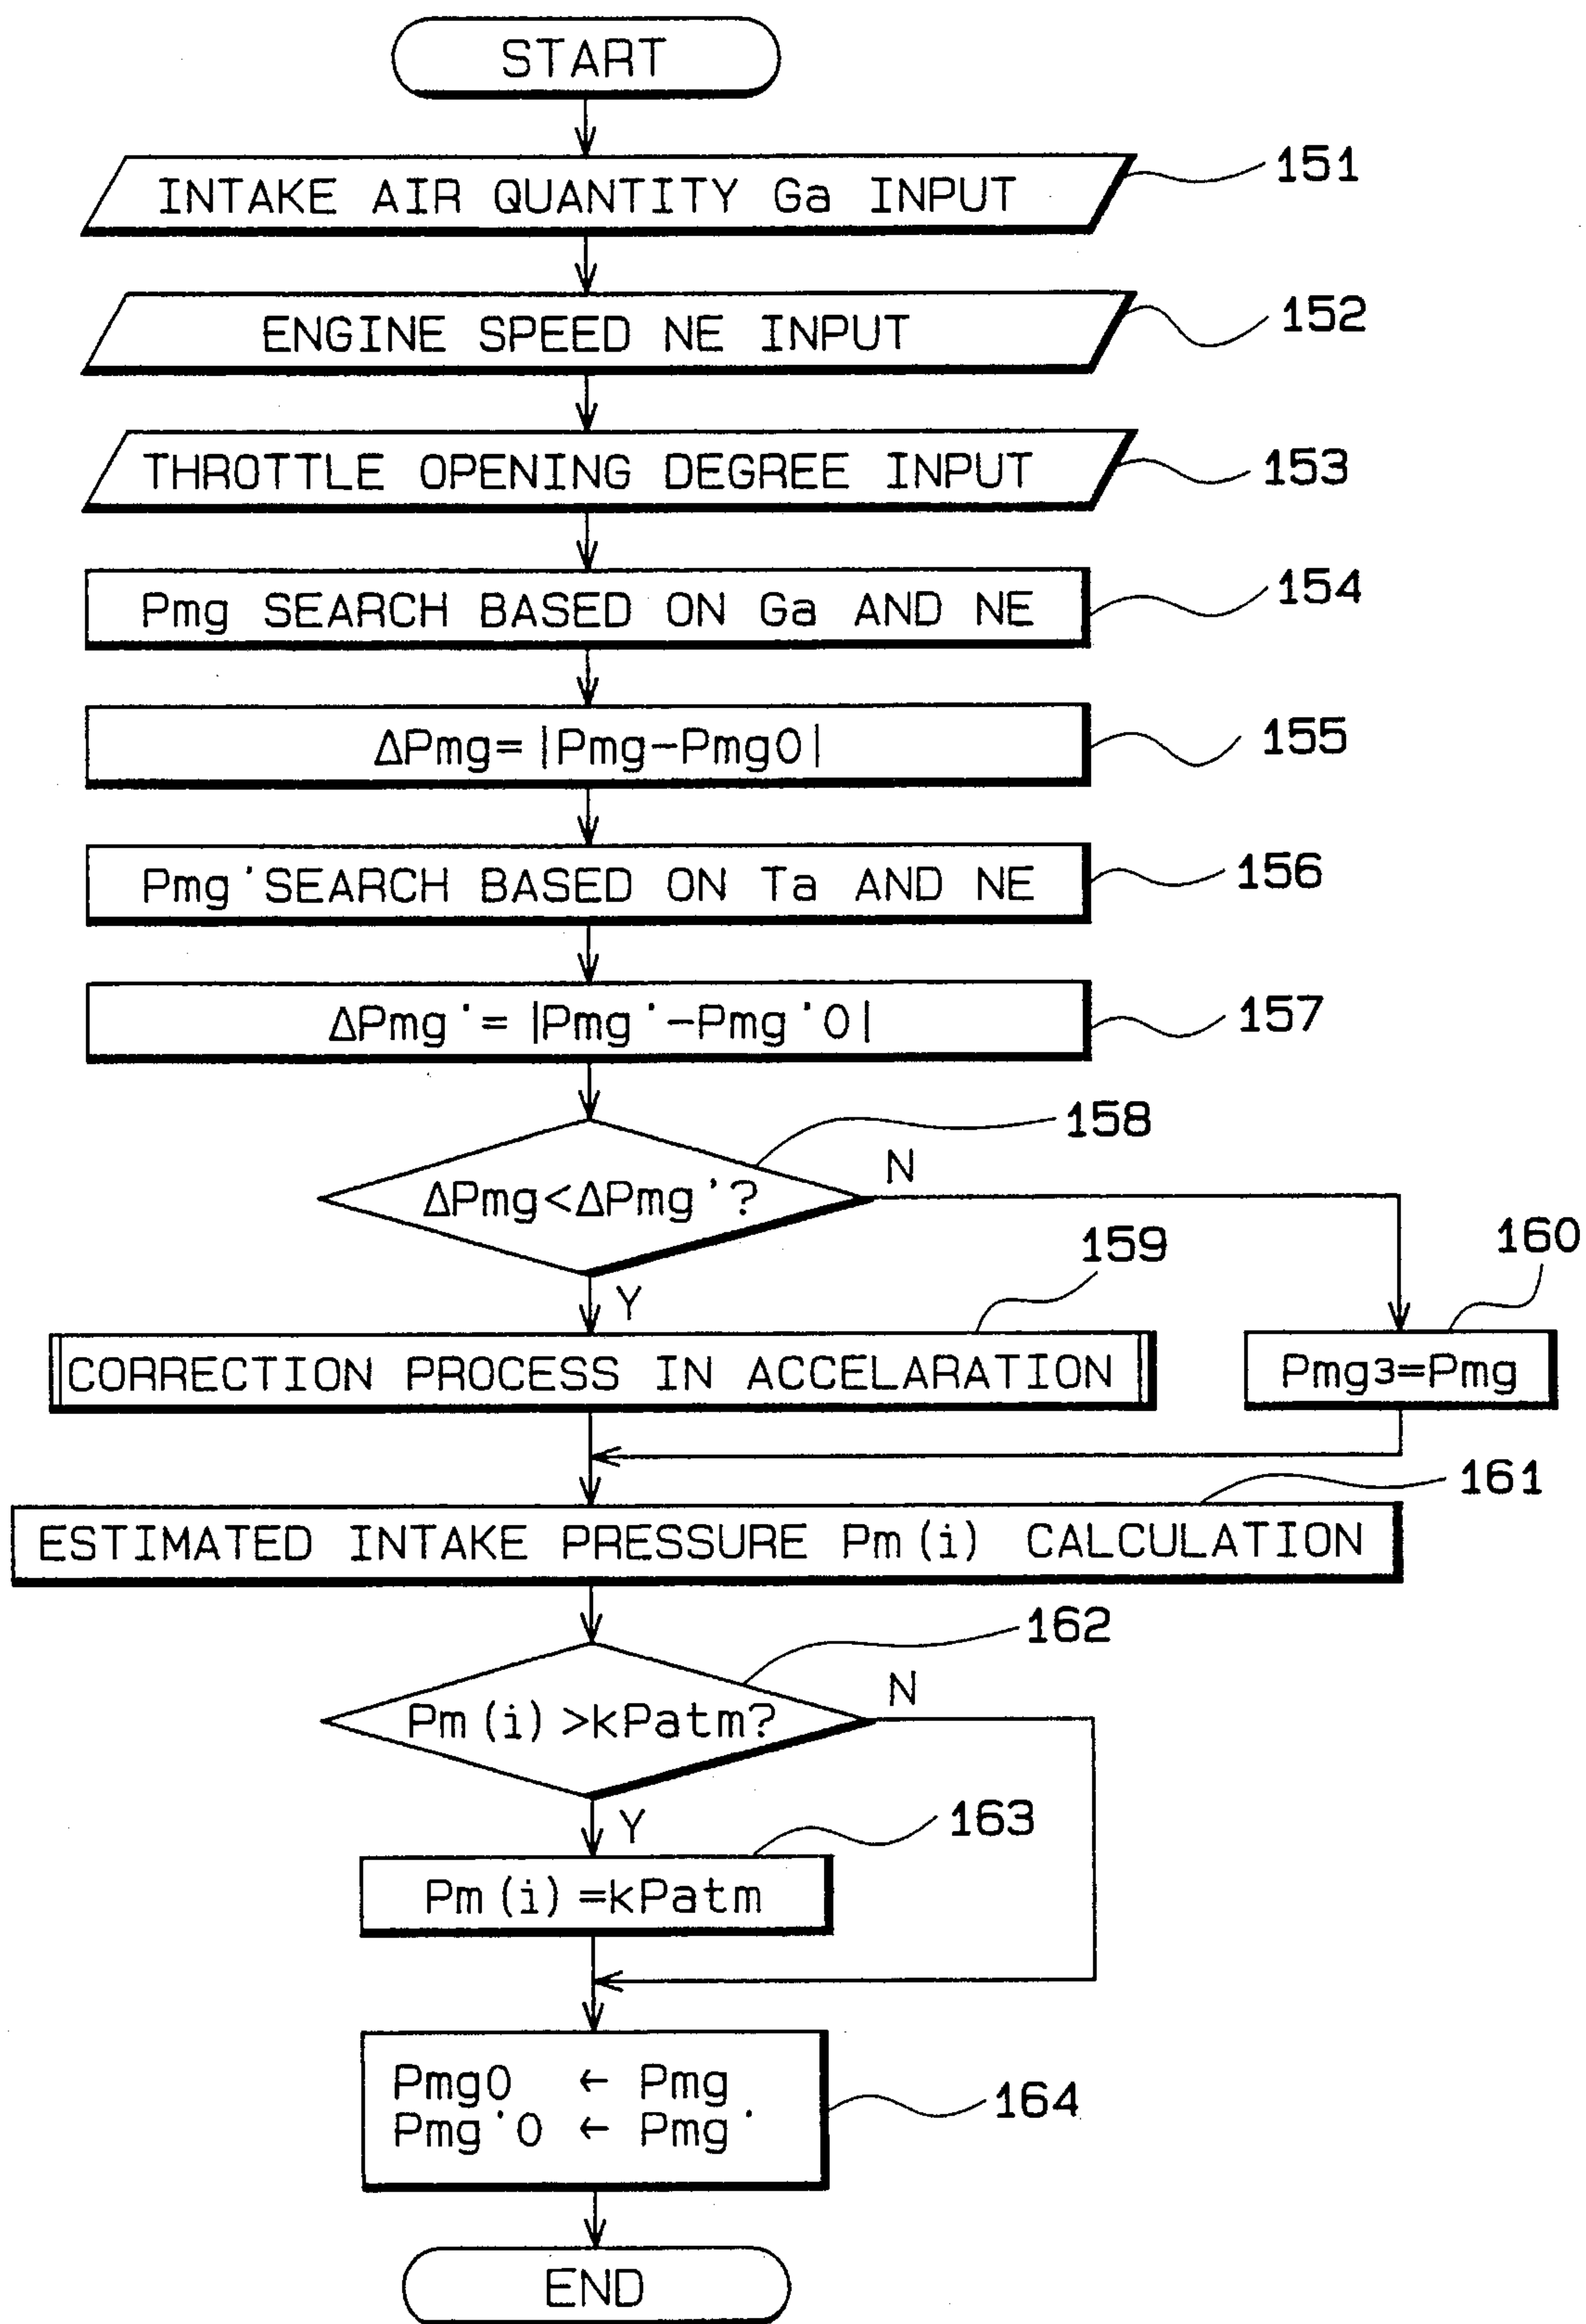 START
INTAKE AIR QUANTITY Ga INPUT
151
ENGINE SPEED NE INPUT
152
THROTTLE OPENING DEGREE INPUT
153
Pmg SEARCH BASED ON Ga AND NE
154
ΔPmg=|Pmg-Pmg0|
155
Pmg'SEARCH BASED ON Ta AND NE
156
ΔPmg'=|Pmg'-Pmg'0|
157
158
ΔPmg<ΔPmg'?
N
Y
159
160
CORRECTION PROCESS IN ACCELARATION
Pmg3=Pmg
161
ESTIMATED INTAKE PRESSURE Pm(i) CALCULATION
162
Pm(i)>kPatm?
N
Y
163
Pm(i)=kPatm
Pmg0 ← Pmg
Pmg'0 ← Pmg'
164
END